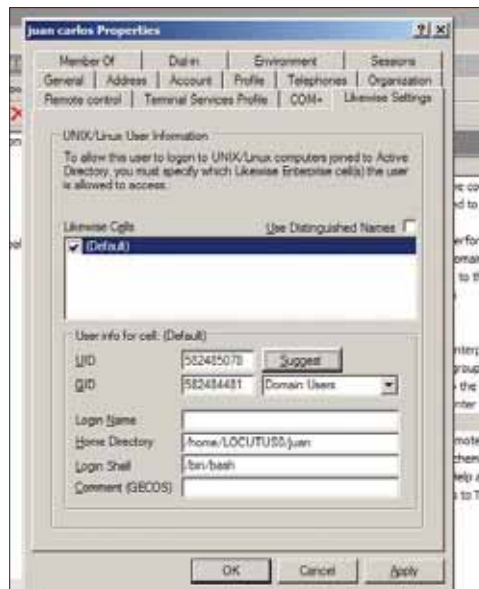 juan carlos Properties
Member Of Dial-in Environment Sessions
General Address Account Profile Telephones Organization
Remote control Terminal Services Profile COM+ Likewise Settings
UNIX/Linux User Information
To allow this user to logon to UNIX/Linux computers joined to Active
Directory, you must specify which Likewise Enterprise cell(s) the user
is allowed to access.
Likewise Cells Use Distinguished Names
(Default)
User info for cell: (Default)
UID 582485078 Suggest
GID 582484481 Domain Users
Login Name
Home Directory /home/LOCUTUS0/juan
Login Shell /bin/bash
Comment (GECOS)
OK Cancel Apply